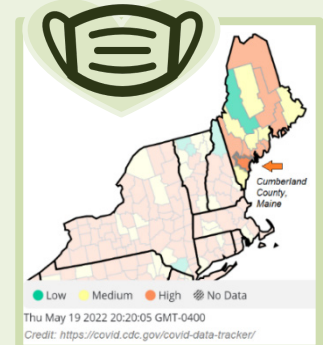 Cumberland
County,
Maine
Low Medium High No Data
Thu May 19 2022 20:20:05 GMT-0400
Credit: https://covid.cdc.gov/covid-data-tracker/